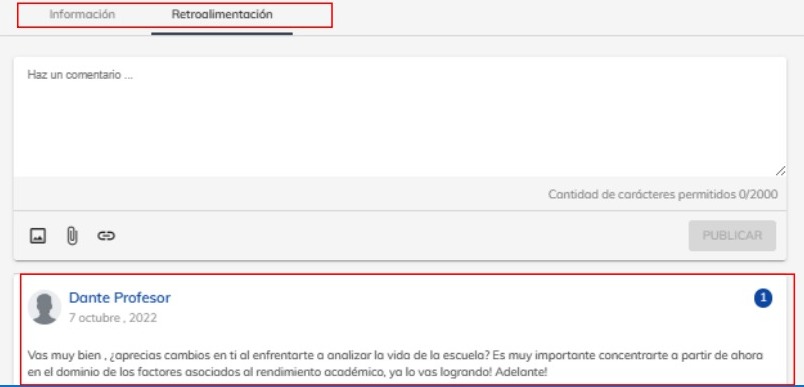 Información Retroalimentación
Haz un comentario ...
Cantidad de carácteres permitidos 0/2000
PUBLICAR
Dante Profesor
1
7 octubre , 2022
Vas muy bien , ¿aprecias cambios en ti al enfrentarte a analizar la vida de la escuela? Es muy importante concentrarte a partir de ahora
en el dominio de los factores asociados al rendimiento académico, ya lo vas logrando! Adelante!